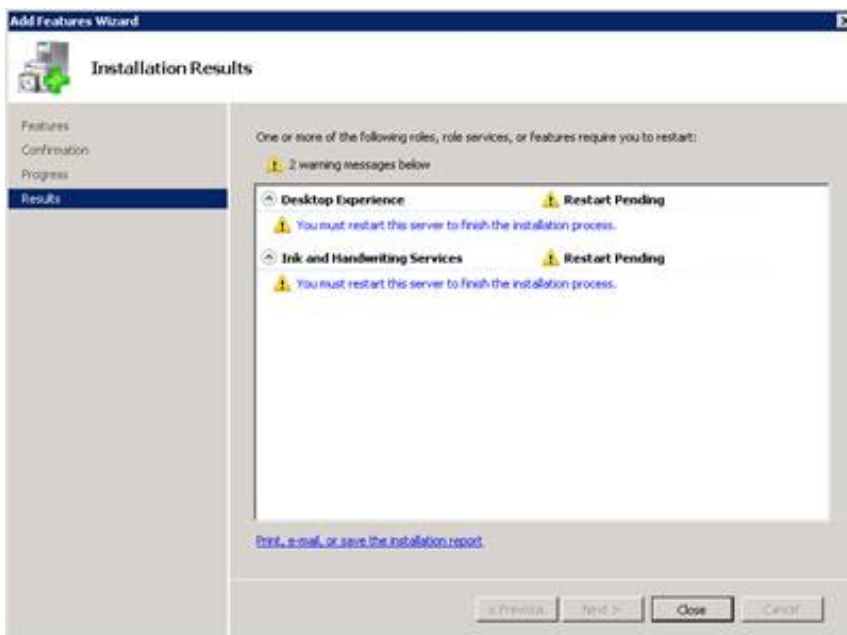 Add Features Wizard
Installation Results
Features
Confirmation
Progress
Results
One or more of the following roles, role services, or features require you to restart:
2 warning messages below
Desktop Experience
Restart Pending
You must restart this server to finish the installation process.
Ink and Handwriting Services
Restart Pending
You must restart this server to finish the installation process.
Print, e-mail, or save the installation report
< Previous
Next >
Close
Cancel